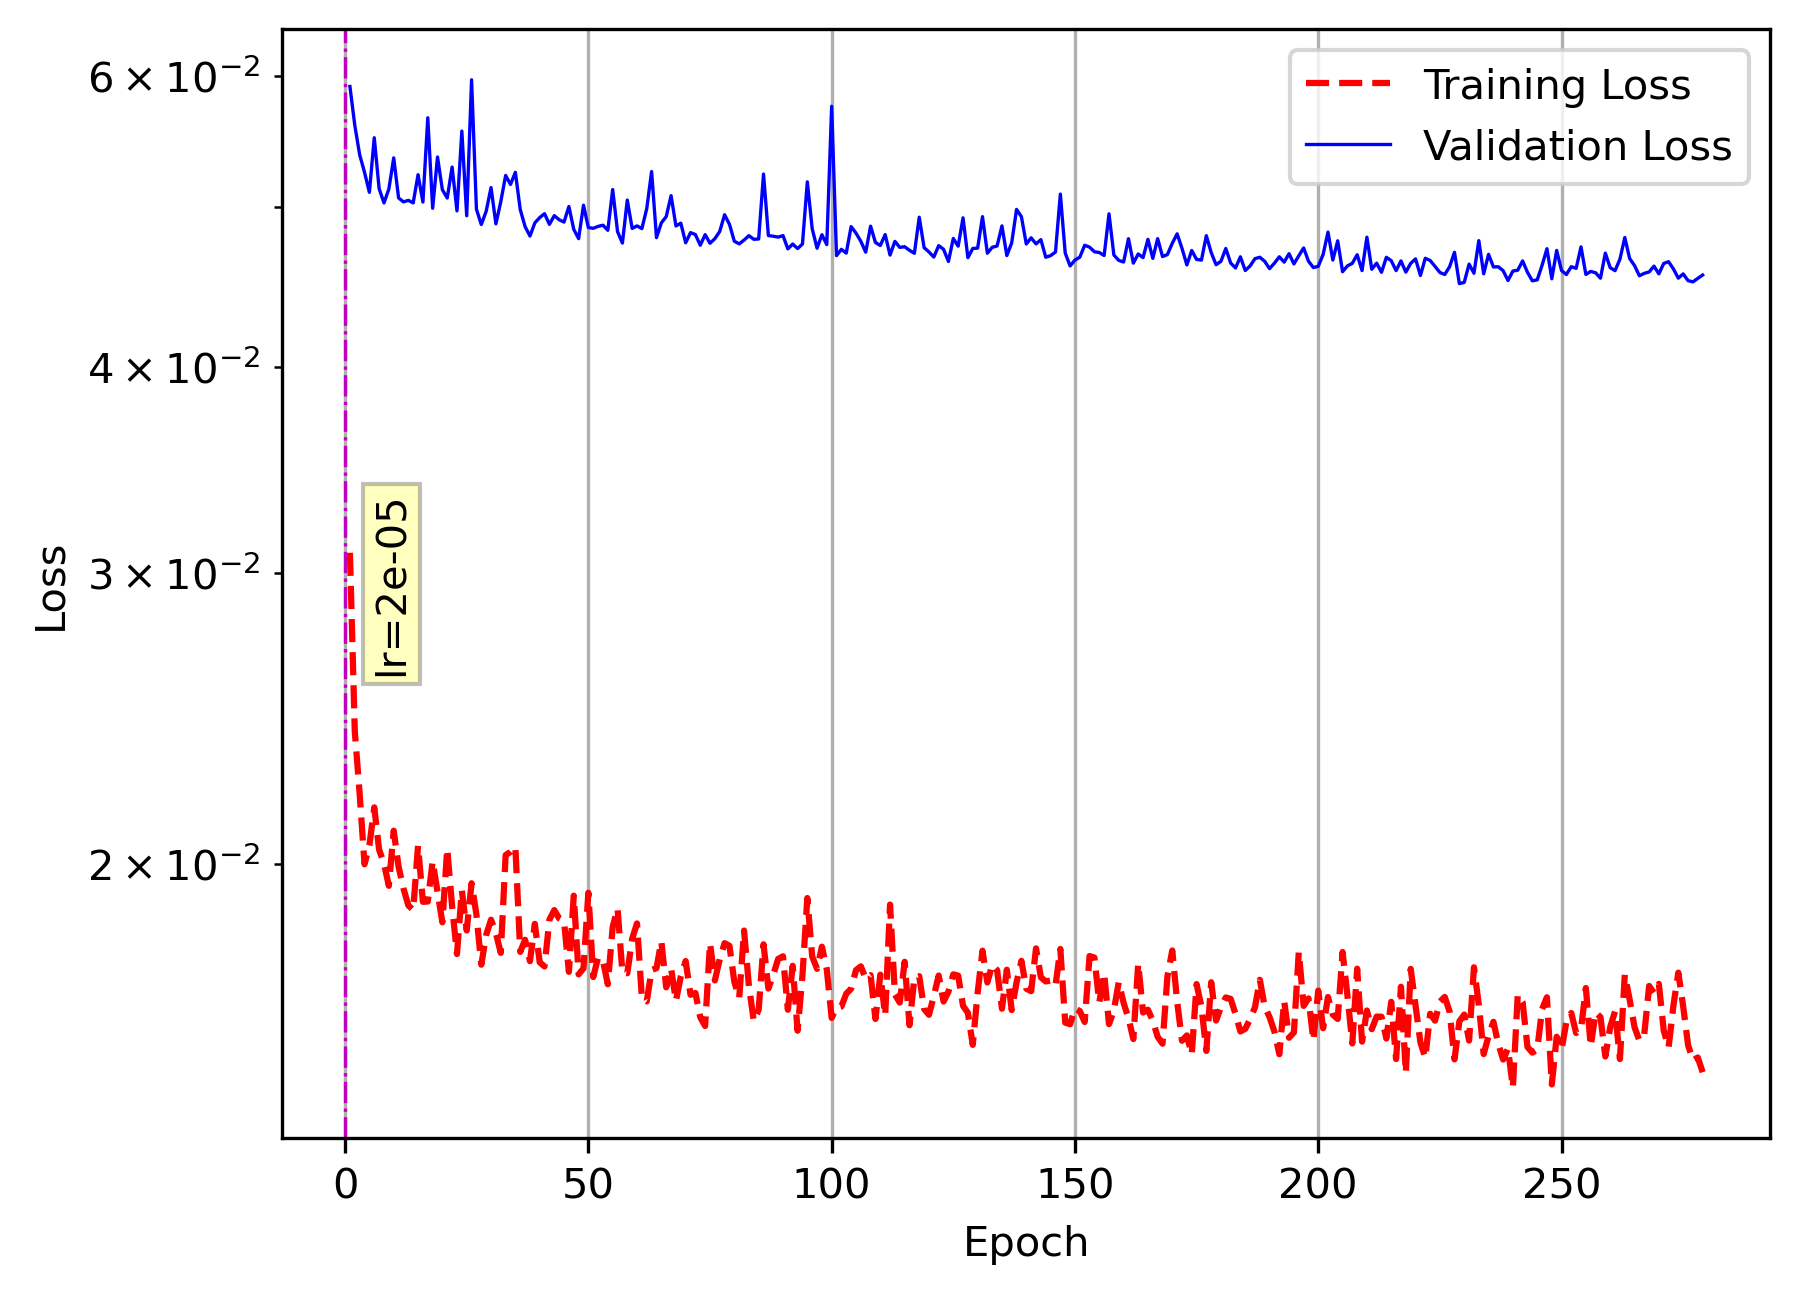 6×10⁻²
4×10⁻²
3×10⁻²
2×10⁻²
Loss
lr=2e-05
Training Loss
Validation Loss
0 50 100 150 200 250
Epoch